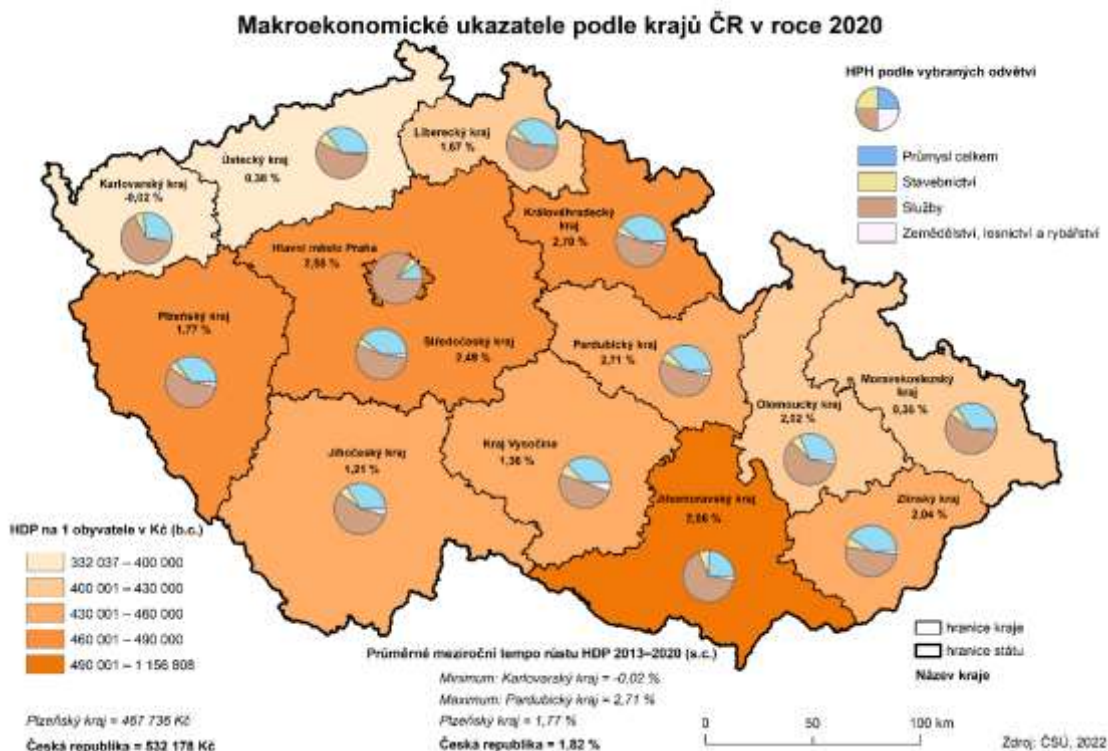 Makroekonomické ukazatele podle krajů ČR v roce 2020
HPH podle vybraných odvětví
Průmysl celkem
Stavebnictví
Služby
Zemědělství, lesnictví a rybářství
Liberecký kraj
1,67 %
Ústecký kraj
0,38 %
Karlovarský kraj
-0,02 %
Královéhradecký
kraj
2,70 %
Hlavní město Praha
Plzeňský kraj
1,77 %
Středočeský kraj
2,48 %
Pardubický kraj
2,71 %
Moravskoslezský
kraj
Olomoucký kraj
2,02 %
Kraj Vysočina
1,36 %
Jihočeský kraj
1,21 %
Jihomoravský kraj
Zlínský kraj
2,04 %
HDP na 1 obyvatele v Kč (b.c.)
332 037 – 400 000
400 001 – 430 000
430 001 – 460 000
460 001 – 490 000
490 001 – 1 156 808
Plzeňský kraj = 467 736 Kč
Česká republika = 532 178 Kč
Průměrné meziroční tempo růstu HDP 2013–2020 (s.c.)
Minimum: Karlovarský kraj = -0,02 %
Maximum: Pardubický kraj = 2,71 %
Plzeňský kraj = 1,77 %
Česká republika = 1,82 %
hranice kraje
hranice státu
Název kraje
0 50 100 km
Zdroj: ČSÚ, 2022